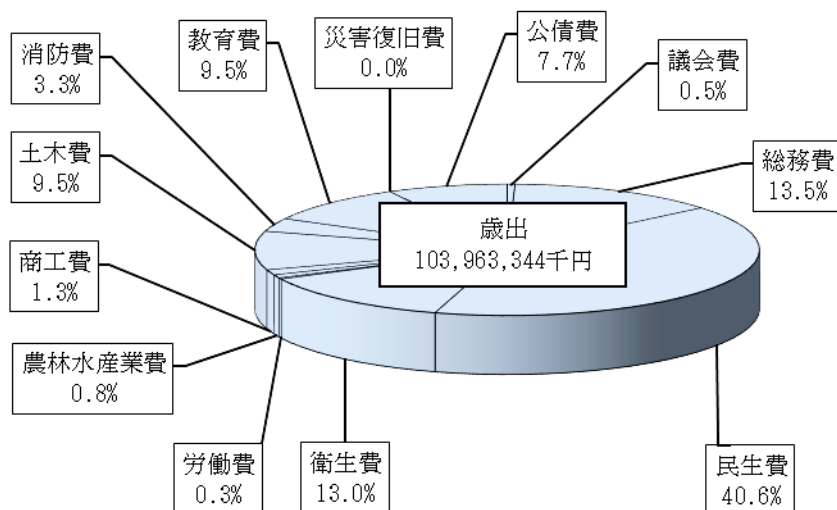 公債費
7.7%
議会費
0.5%
総務費
13.5%
民生費
40.6%
衛生費
13.0%
労働費
0.3%
農林水産業費
0.8%
商工費
1.3%
土木費
9.5%
消防費
3.3%
教育費
9.5%
災害復旧費
0.0%
歳出
103,963,344千円